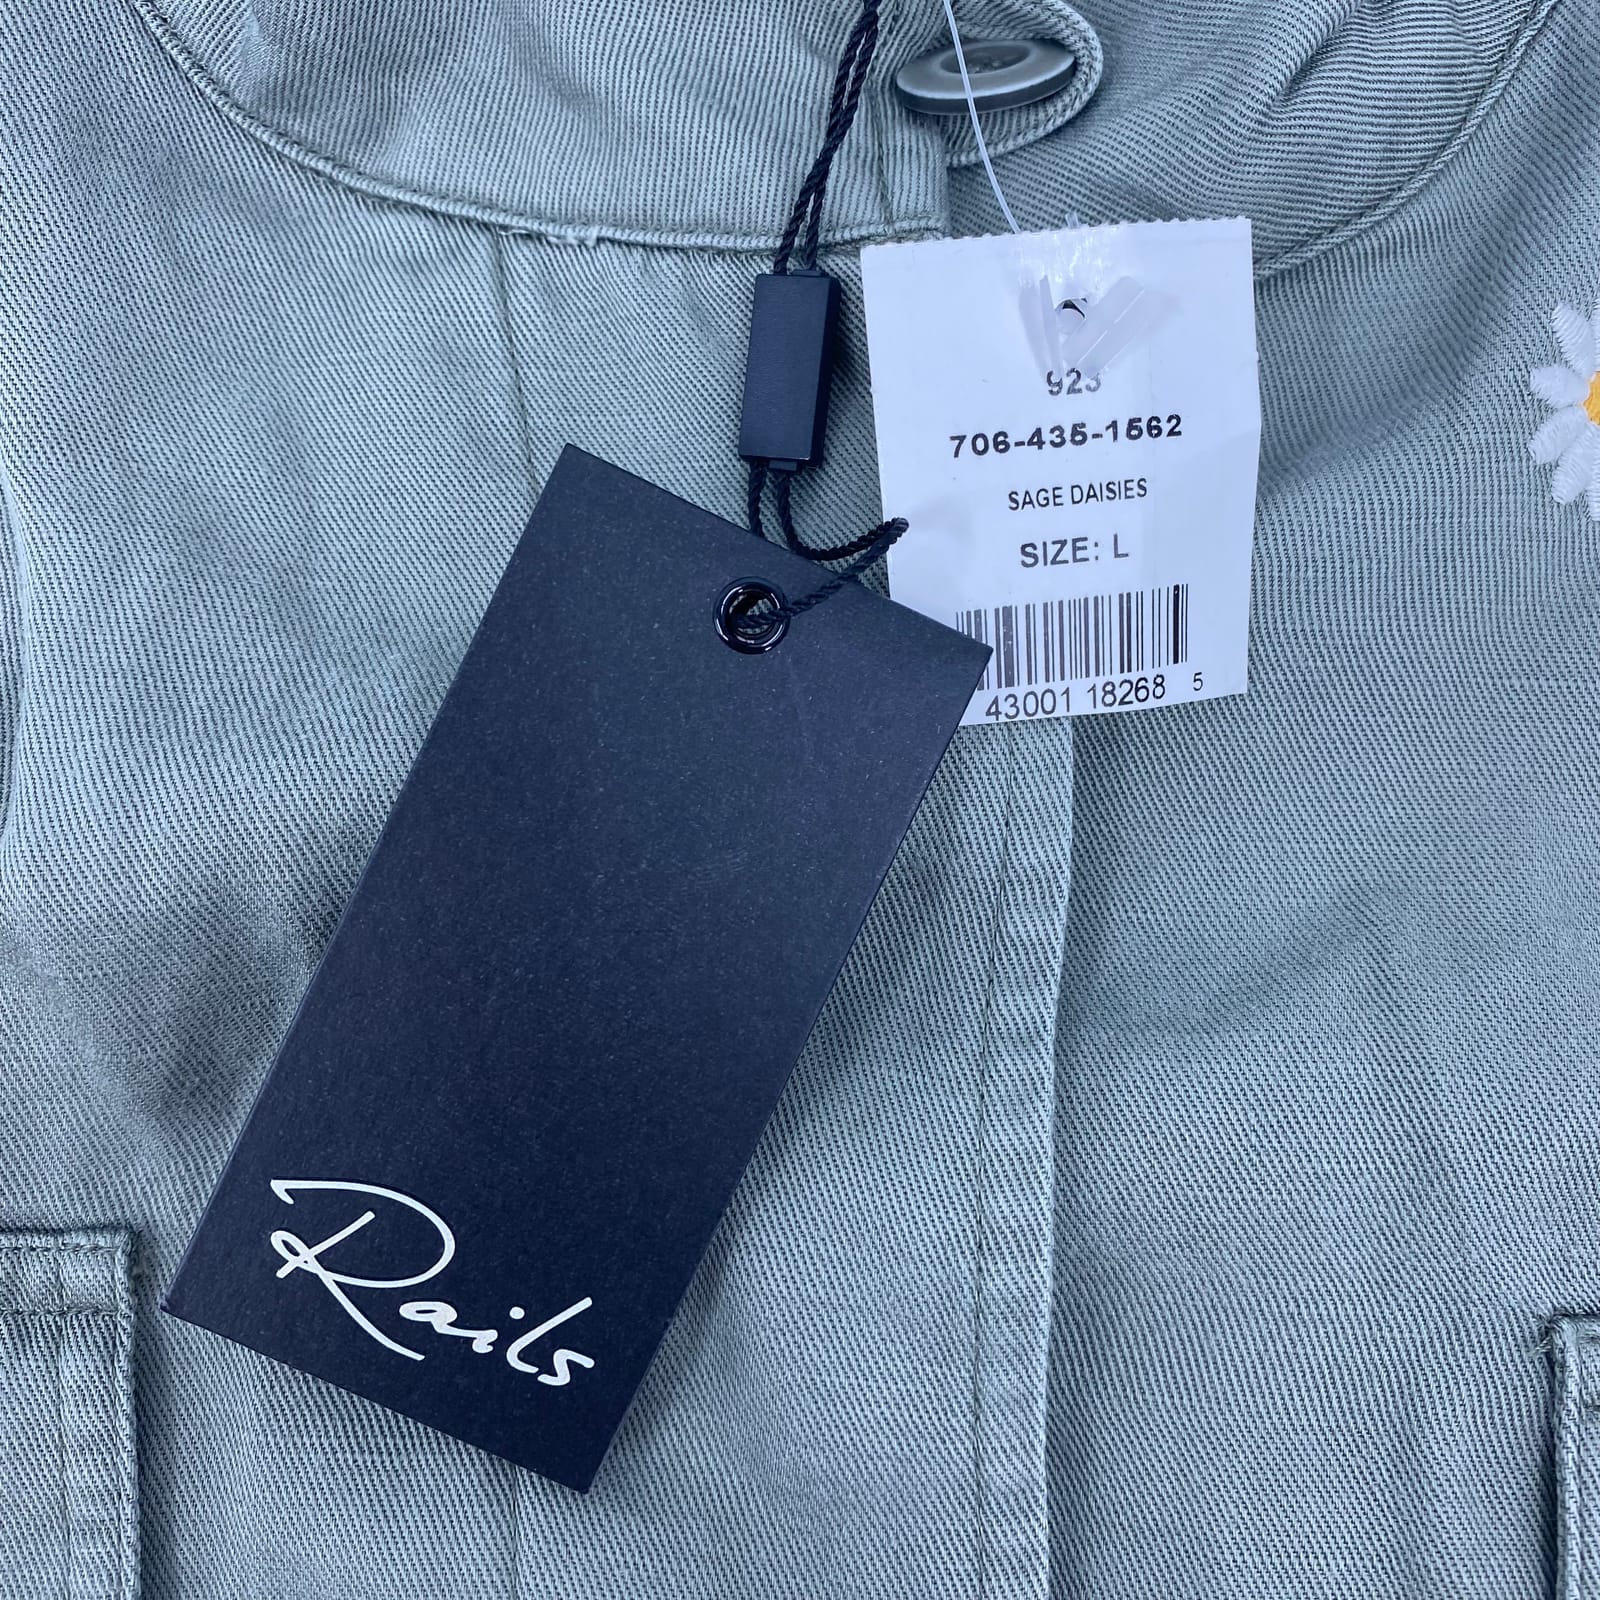 923
706-435-1562
SAGE DAISIES
SIZE: L
43001 18268 5
Rails